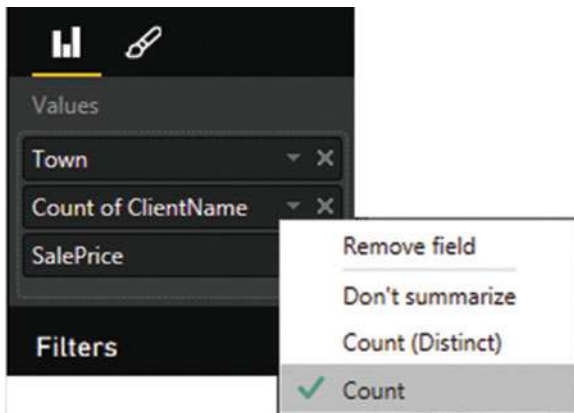 Values
Town
Count of ClientName
SalePrice
Filters
Remove field
Don't summarize
Count (Distinct)
Count